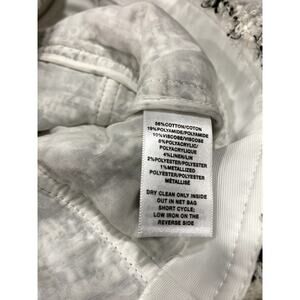 56%COTTON/COTON
19%POLYAMIDE/POLYAMIDE
10%VISCOSE/VISCOSE
8%POLYACRYLIC/
POLYACRYLIQUE
4%LINEN/LIN
2%POLYESTER/POLYESTER
1%METALLIZED
POLYESTER/POLYESTER
MÉTALLISÉ
DRY CLEAN ONLY INSIDE
OUT IN NET BAG
SHORT CYCLE;
LOW IRON ON THE
REVERSE SIDE